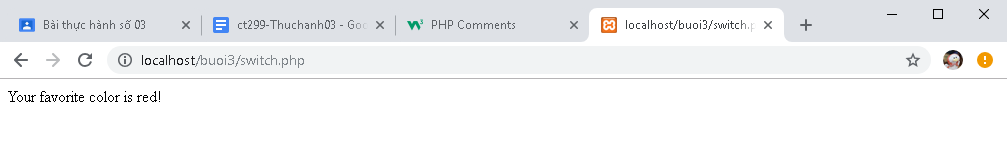 Bài thực hành số 03
ct299-Thuchanh03 - Goo
PHP Comments
localhost/buoi3/switch.p
localhost/buoi3/switch.php
Your favorite color is red!